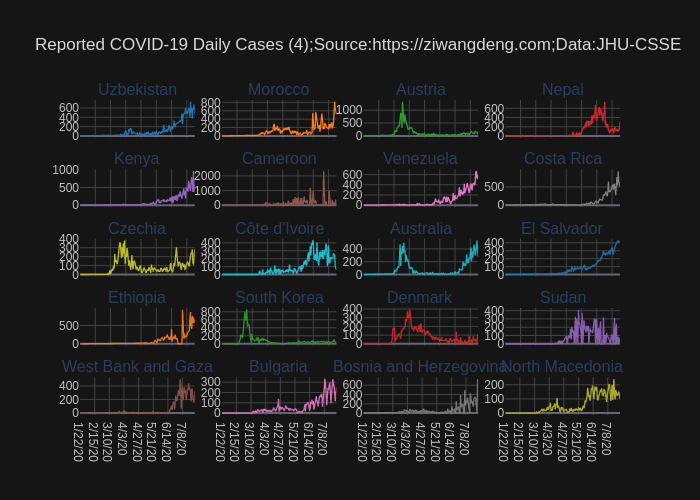 Reported COVID-19 Daily Cases (4);Source:https://ziwangdeng.com;Data:JHU-CSSE
Uzbekistan Morocco Austria Nepal
600 400 200 0 800 600 400 200 0 1000 500 0 600 400 200 0
Kenya Cameroon Venezuela Costa Rica
1000 500 0 2000 1000 0 600 400 200 0 500 0
Czechia Côte d'Ivoire Australia El Salvador
400 300 200 100 0 400 300 200 100 0 400 200 0 400 300 200 100 0
Ethiopia South Korea Denmark Sudan
500 0 800 600 400 200 0 400 300 200 100 0 400 300 200 100 0
West Bank and Gaza Bulgaria Bosnia and Herzegovina North Macedonia
400 200 0 300 200 100 0 600 400 200 0 200 100 0
1/22/20 2/15/20 3/10/20 4/3/20 4/27/20 5/21/20 6/14/20 7/8/20 1/22/20 2/15/20 3/10/20 4/3/20 4/27/20 5/21/20 6/14/20 7/8/20 1/22/20 2/15/20 3/10/20 4/3/20 4/27/20 5/21/20 6/14/20 7/8/20 1/22/20 2/15/20 3/10/20 4/3/20 4/27/20 5/21/20 6/14/20 7/8/20